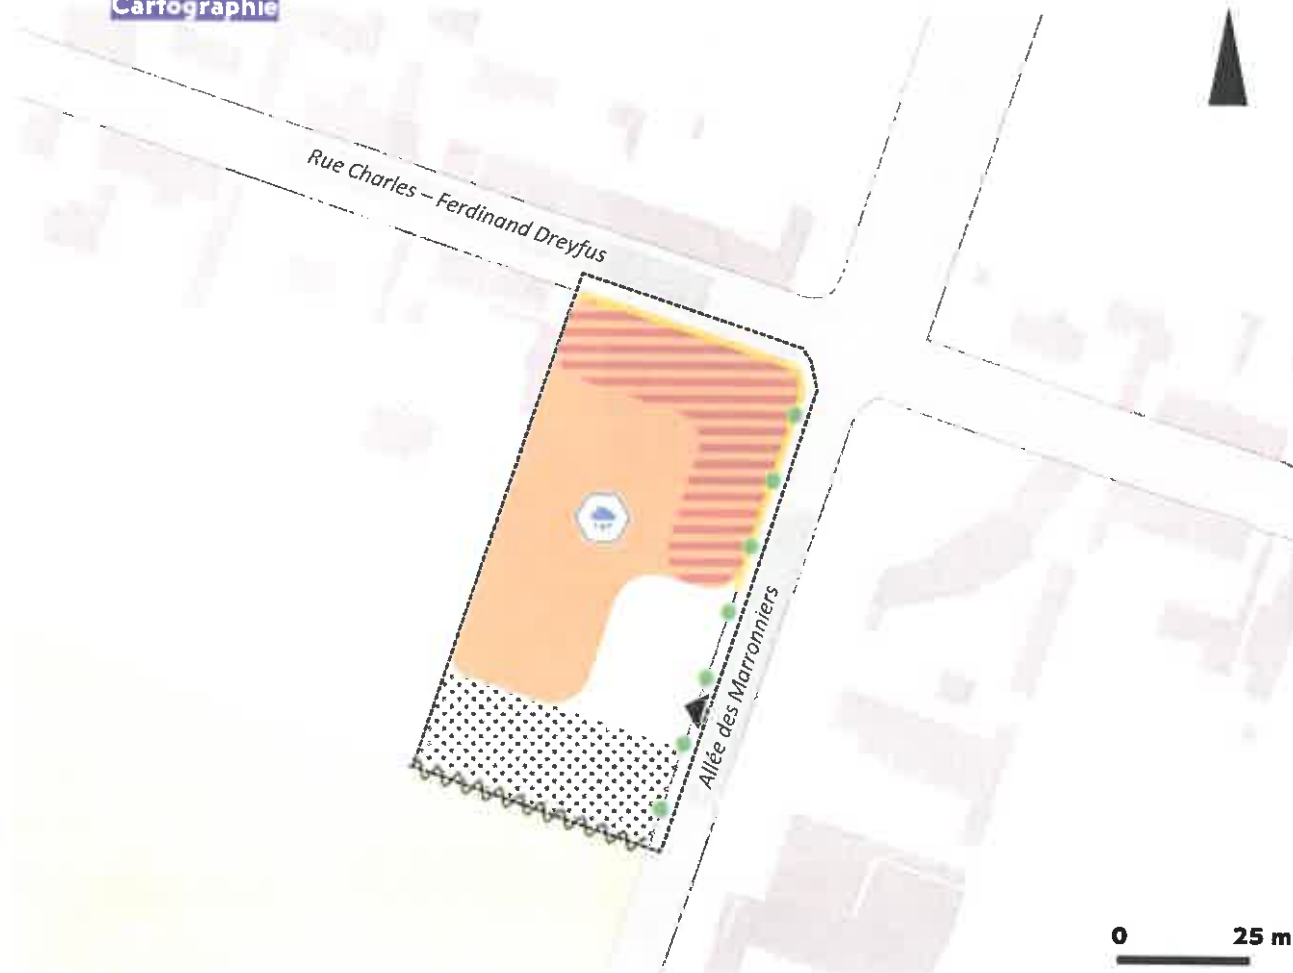 Cartographie
Rue Charles – Ferdinand Dreyfus
Allée des Marronniers
0 25 m